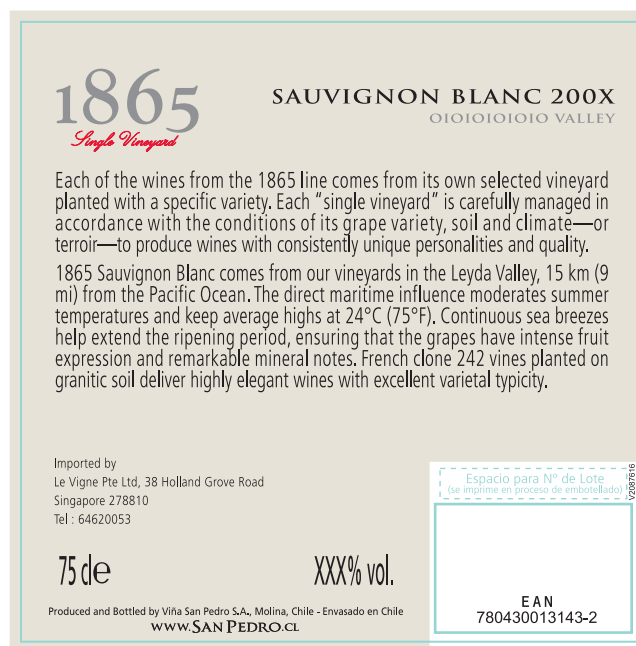 1865
Single Vineyard
SAUVIGNON BLANC 200X
OIOIOIOIOIO VALLEY
Each of the wines from the 1865 line comes from its own selected vineyard
planted with a specific variety. Each “single vineyard” is carefully managed in
accordance with the conditions of its grape variety, soil and climate—or
terroir—to produce wines with consistently unique personalities and quality.
1865 Sauvignon Blanc comes from our vineyards in the Leyda Valley, 15 km (9
mi) from the Pacific Ocean. The direct maritime influence moderates summer
temperatures and keep average highs at 24°C (75°F). Continuous sea breezes
help extend the ripening period, ensuring that the grapes have intense fruit
expression and remarkable mineral notes. French clone 242 vines planted on
granitic soil deliver highly elegant wines with excellent varietal typicity.
Imported by
Le Vigne Pte Ltd, 38 Holland Grove Road
Singapore 278810
Tel : 64620053
75 cl℮
XXX% vol.
Produced and Bottled by Viña San Pedro S.A., Molina, Chile - Envasado en Chile
www.SanPedro.cl
Espacio para Nº de Lote
(se imprime en proceso de embotellado)
V2087616
EAN
780430013143-2